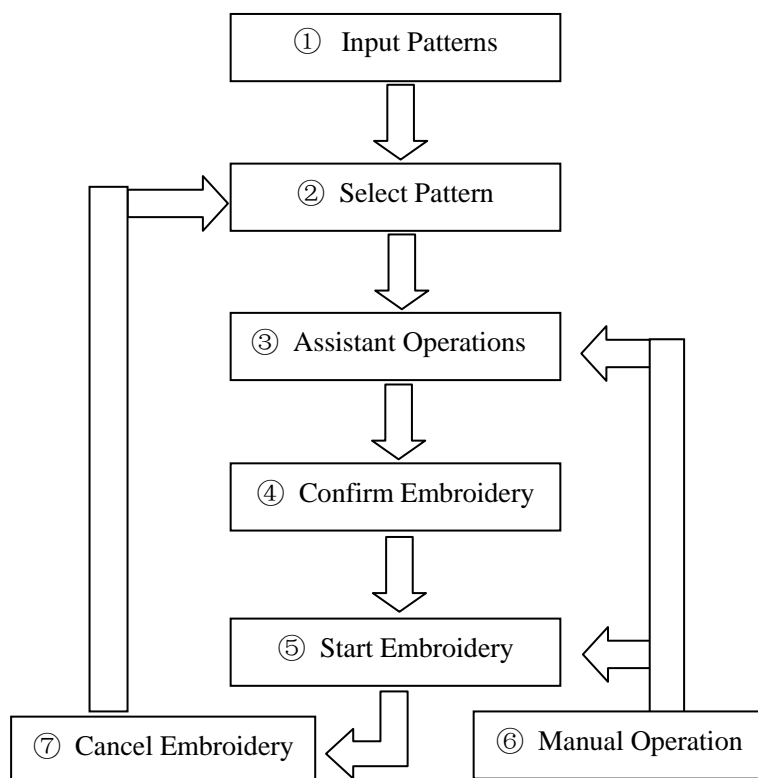 ① Input Patterns
② Select Pattern
③ Assistant Operations
④ Confirm Embroidery
⑤ Start Embroidery
⑦ Cancel Embroidery
⑥ Manual Operation